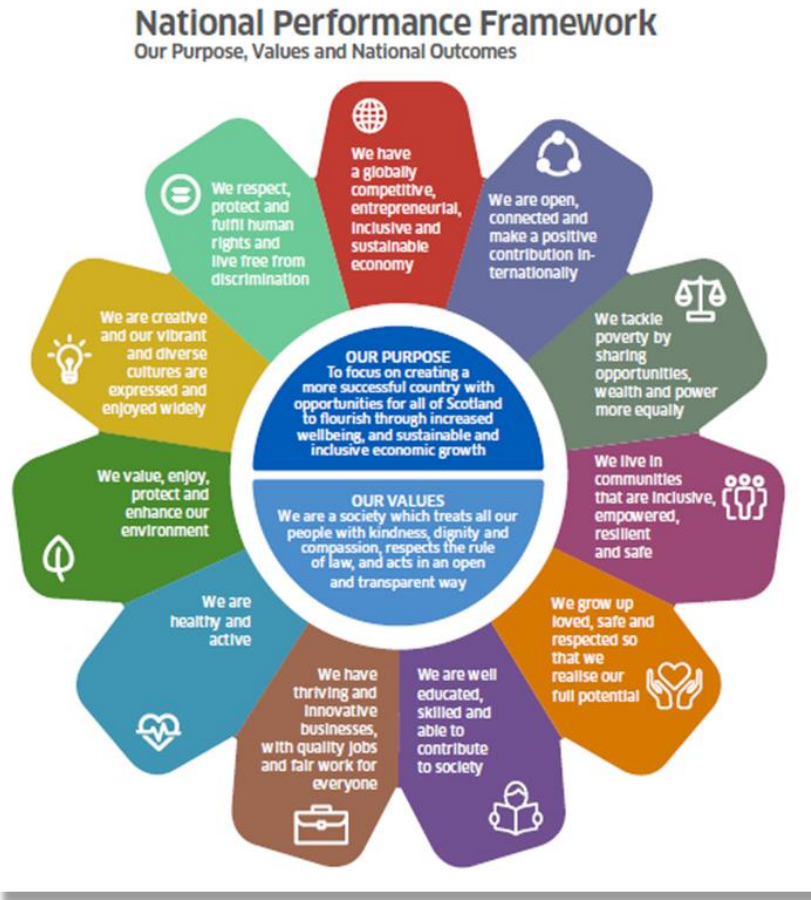 National Performance Framework
Our Purpose, Values and National Outcomes
We have
a globally
competitive,
entrepreneurial,
inclusive and
sustainable
economy
We are open,
connected and
make a positive
contribution in-
ternationally
We tackle
poverty by
sharing
opportunities,
wealth and power
more equally
We live in
communities
that are inclusive,
empowered,
resilient
and safe
We grow up
loved, safe and
respected so
that we
realise our
full potential
We are well
educated,
skilled and
able to
contribute
to society
We have
thriving and
innovative
businesses,
with quality jobs
and fair work for
everyone
We are
healthy and
active
We value, enjoy,
protect and
enhance our
environment
We are creative
and our vibrant
and diverse
cultures are
expressed and
enjoyed widely
We respect,
protect and
fulfil human
rights and
live free from
discrimination
OUR PURPOSE
To focus on creating a
more successful country with
opportunities for all of Scotland
to flourish through increased
wellbeing, and sustainable and
inclusive economic growth
OUR VALUES
We are a society which treats all our
people with kindness, dignity and
compassion, respects the rule
of law, and acts in an open
and transparent way